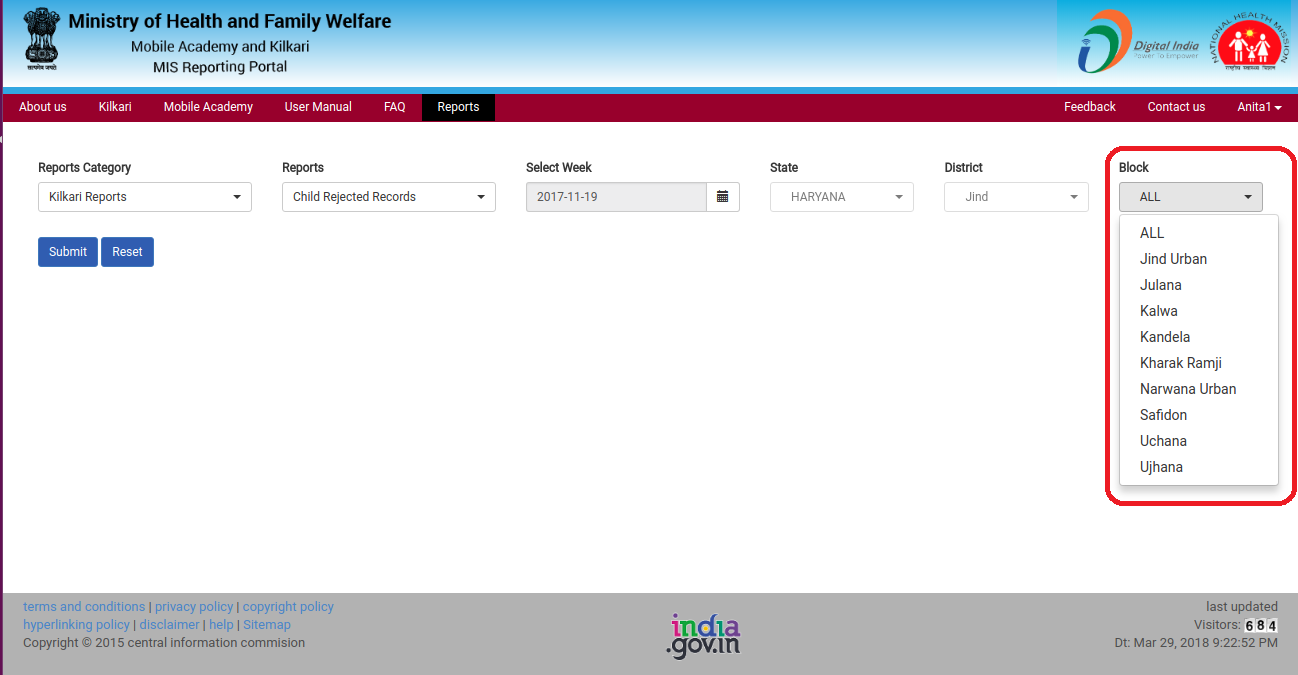 Ministry of Health and Family Welfare
Mobile Academy and Kilkari
MIS Reporting Portal
सत्यमेव जयते
Digital India
Power To Empower
NATIONAL HEALTH MISSION
राष्ट्रीय स्वास्थ्य मिशन
About us Kilkari Mobile Academy User Manual FAQ Reports Feedback Contact us Anita1
Reports Category Reports Select Week State District Block
Kilkari Reports Child Rejected Records 2017-11-19 HARYANA Jind ALL
Submit Reset
ALL
Jind Urban
Julana
Kalwa
Kandela
Kharak Ramji
Narwana Urban
Safidon
Uchana
Ujhana
terms and conditions | privacy policy | copyright policy
hyperlinking policy | disclaimer | help | Sitemap
Copyright © 2015 central information commision
india
.gov.in
last updated
Visitors: 684
Dt: Mar 29, 2018 9:22:52 PM